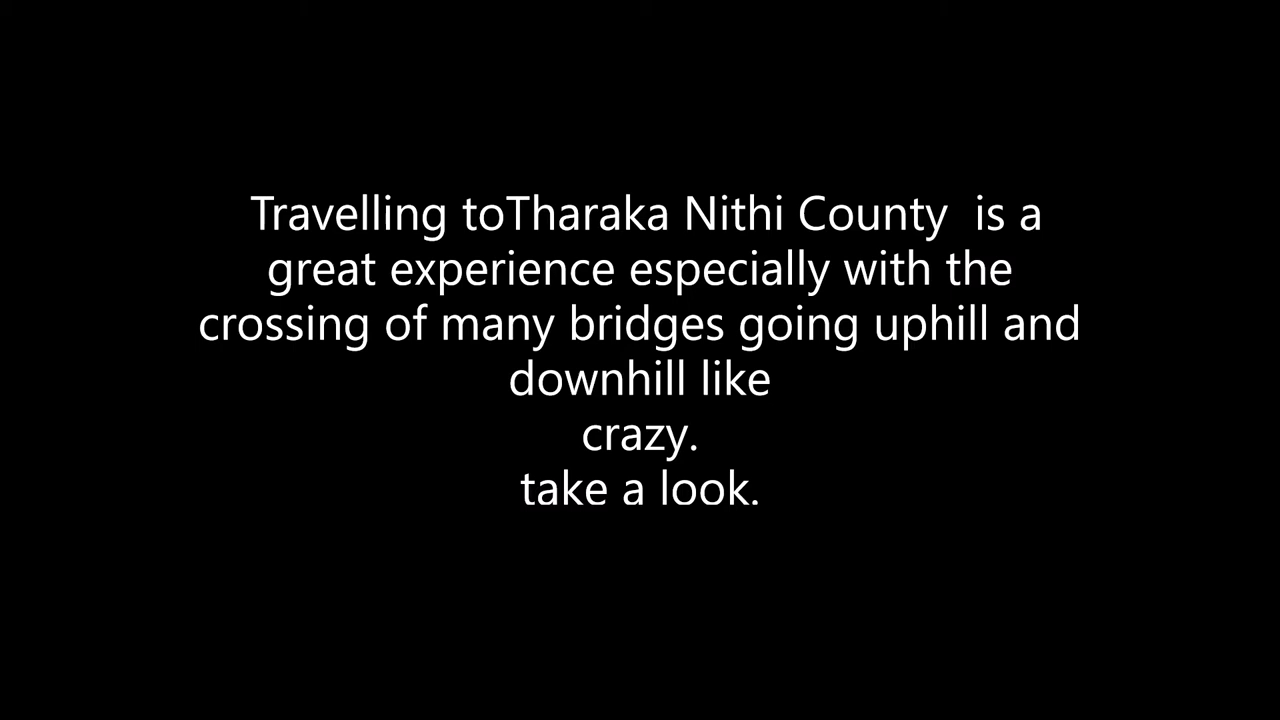 Travelling toTharaka Nithi County  is a
great experience especially with the
crossing of many bridges going uphill and
downhill like
crazy.
take a look.